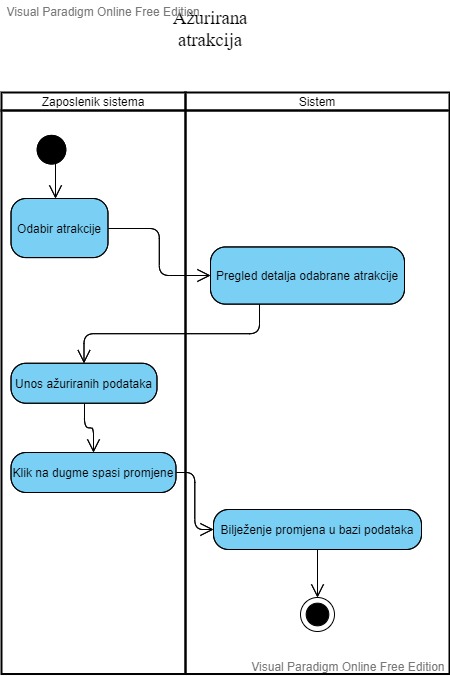 Visual Paradigm Online Free Edition
Ažurirana
atrakcija
Zaposlenik sistema
Sistem
Odabir atrakcije
Pregled detalja odabrane atrakcije
Unos ažuriranih podataka
Klik na dugme spasi promjene
Bilježenje promjena u bazi podataka
Visual Paradigm Online Free Edition